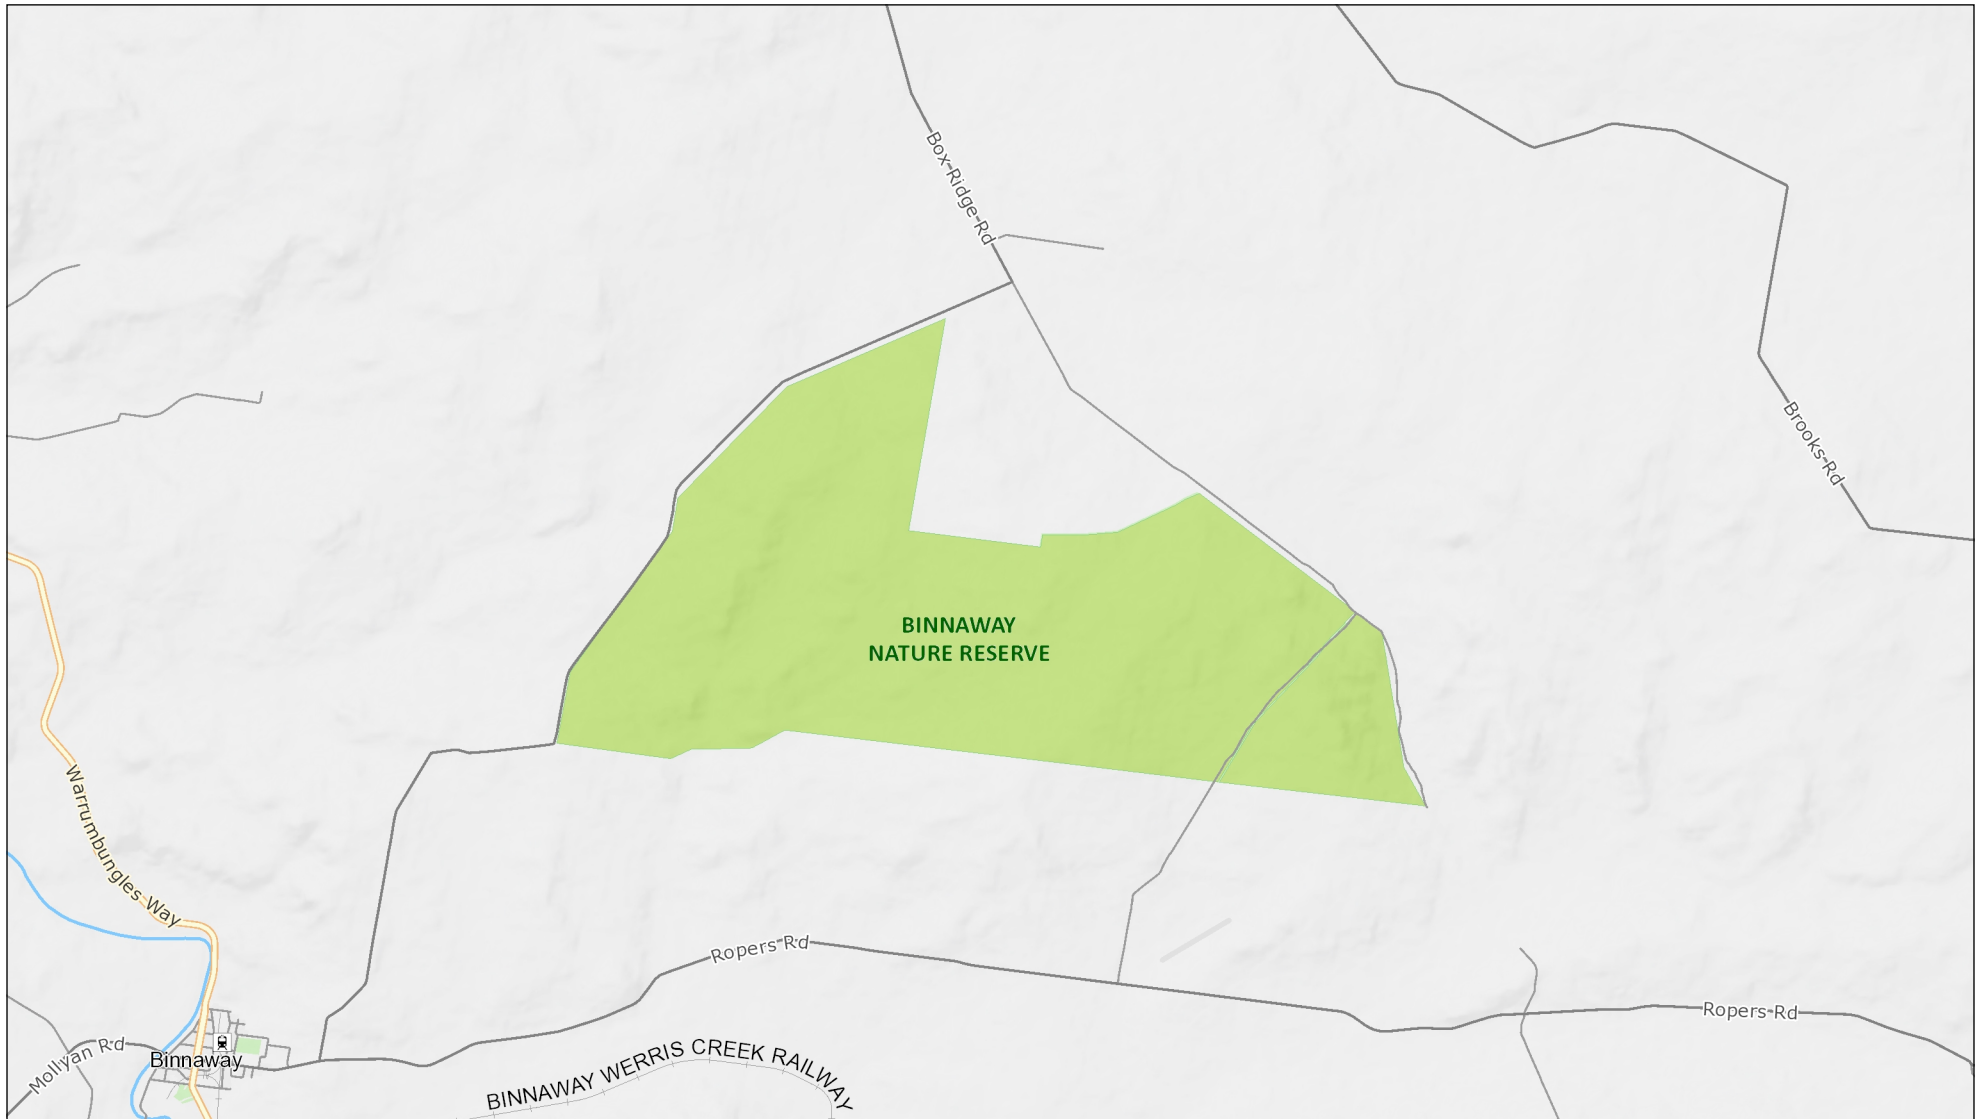 Box Ridge Rd
Brooks Rd
BINNAWAY
NATURE RESERVE
Warrumbungles Way
Ropers Rd
Ropers Rd
Mollyan Rd
Binnaway
BINNAWAY WERRIS CREEK RAILWAY